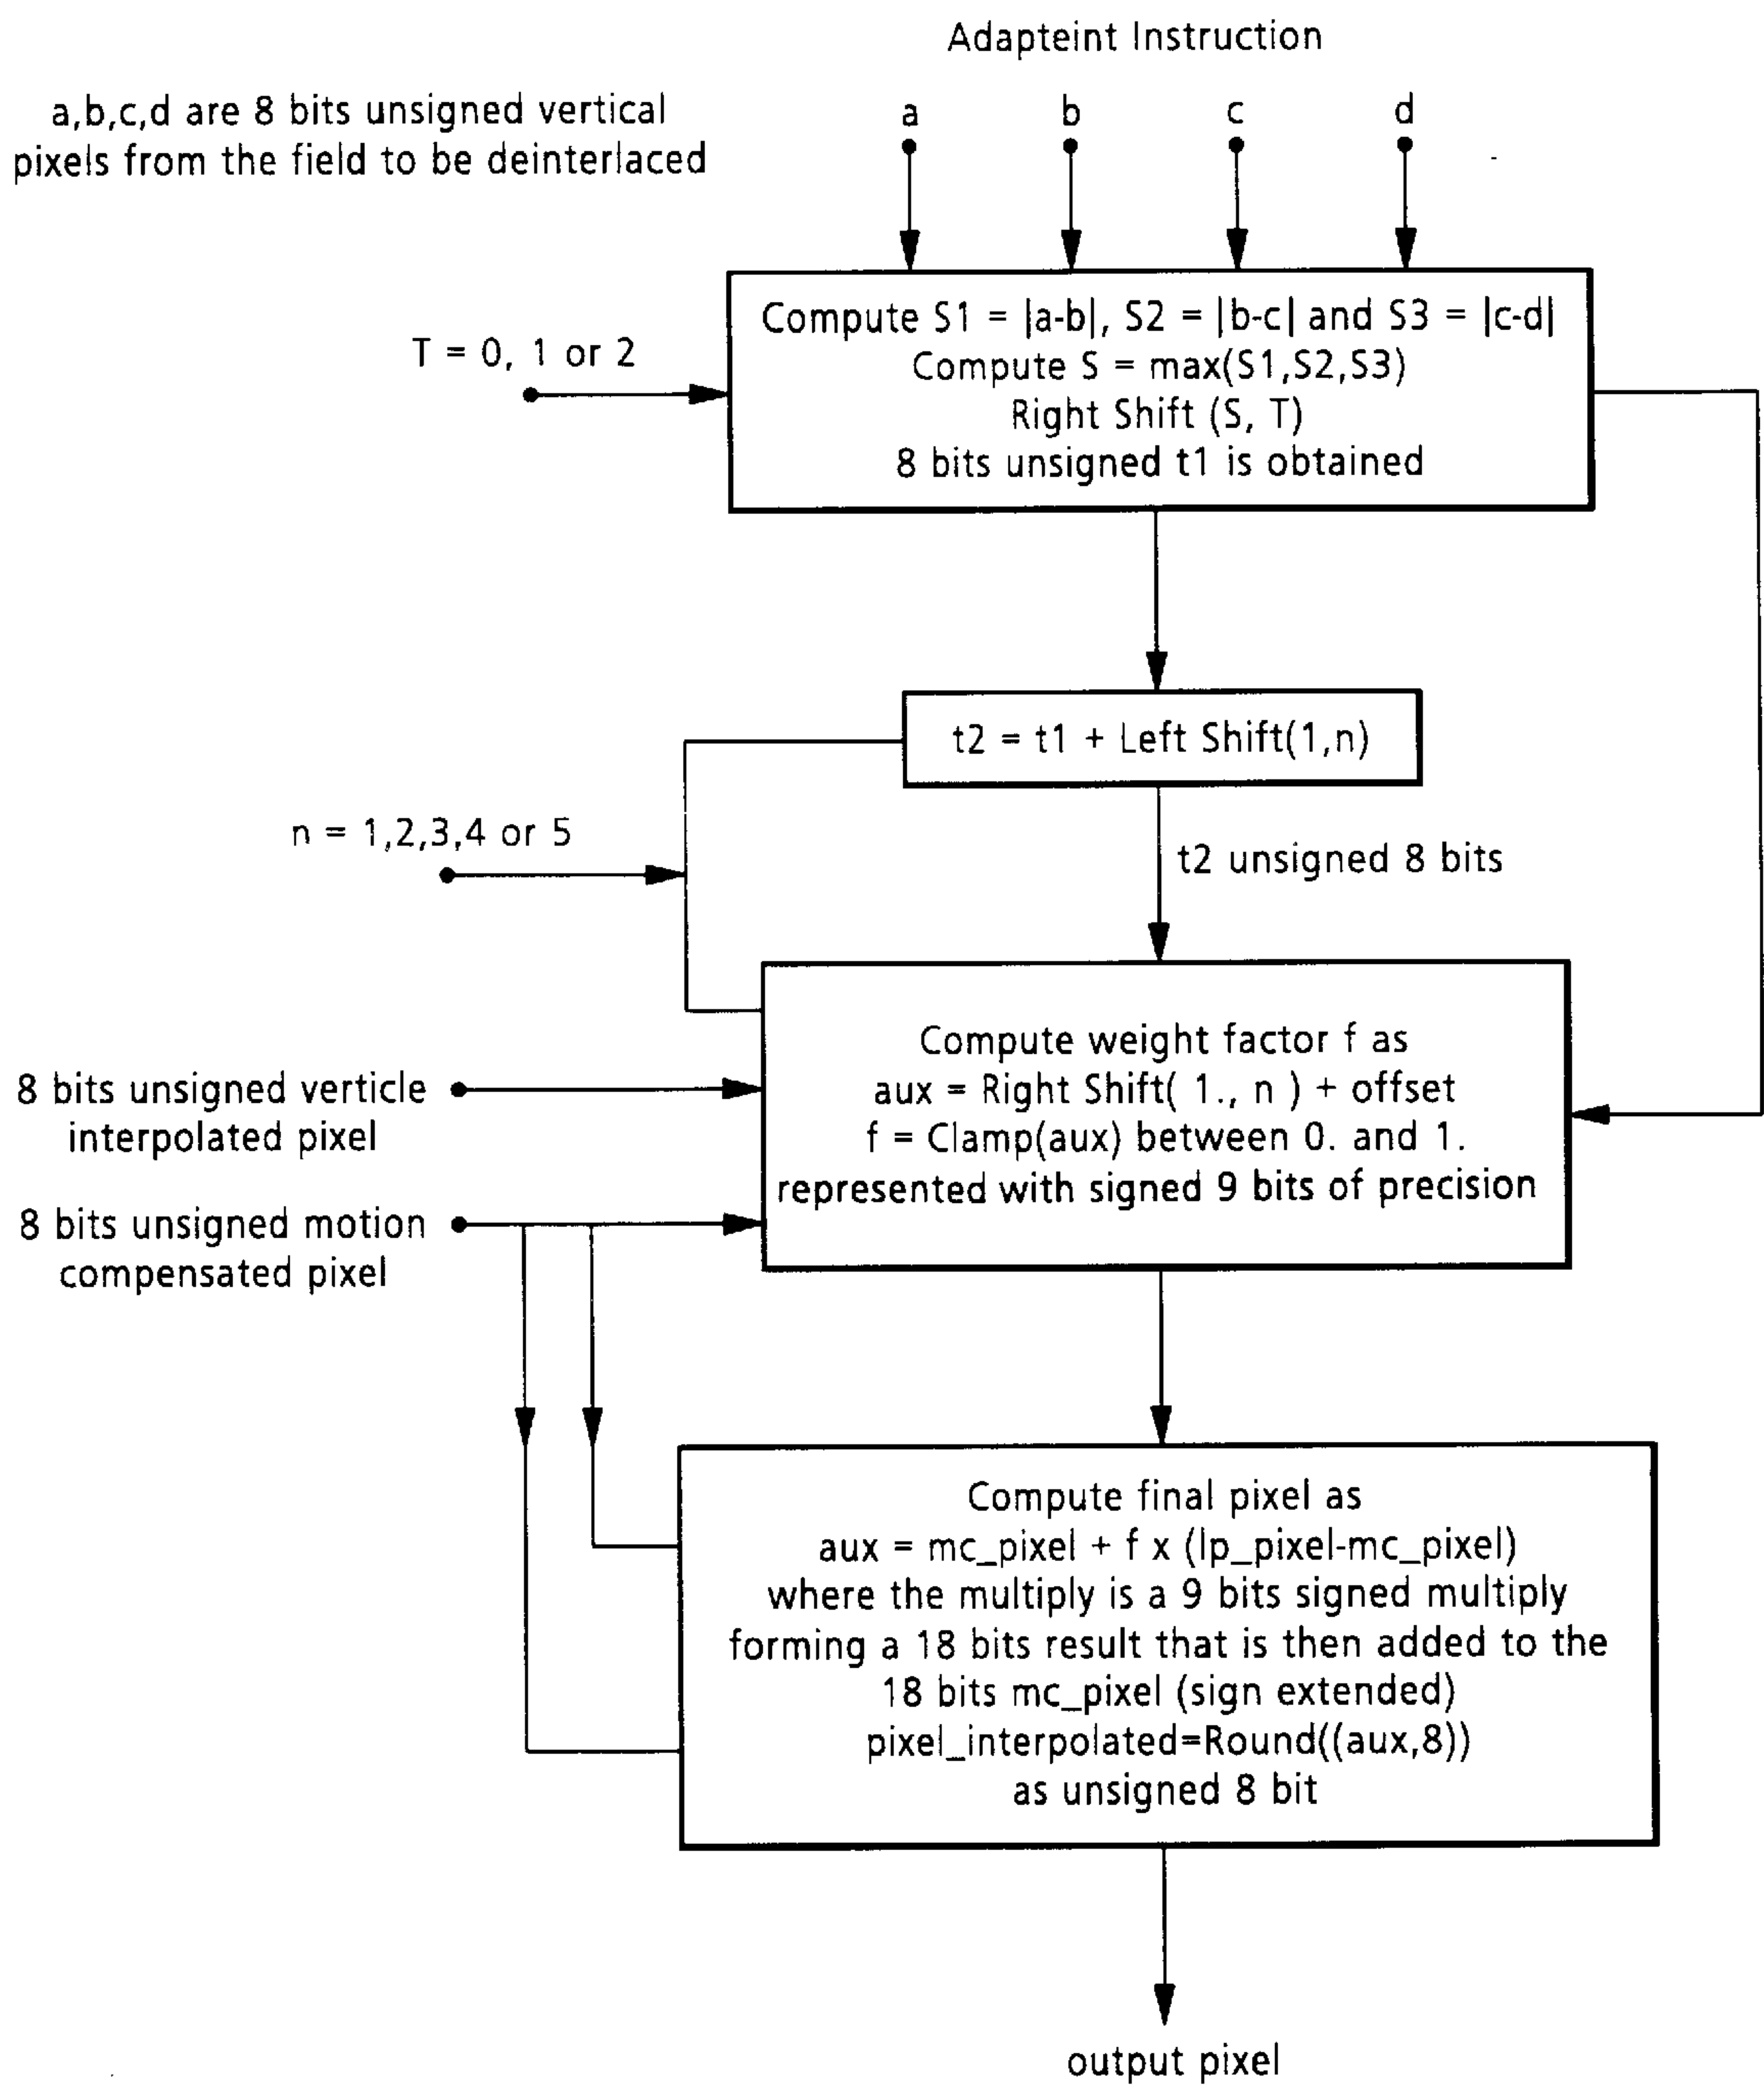 Adapteint Instruction
a,b,c,d are 8 bits unsigned vertical
pixels from the field to be deinterlaced
a b c d
Compute S1 = |a-b|, S2 = |b-c| and S3 = |c-d|
Compute S = max(S1,S2,S3)
Right Shift (S, T)
8 bits unsigned t1 is obtained
T = 0, 1 or 2
t2 = t1 + Left Shift(1,n)
n = 1,2,3,4 or 5
t2 unsigned 8 bits
Compute weight factor f as
aux = Right Shift( 1., n ) + offset
f = Clamp(aux) between 0. and 1.
represented with signed 9 bits of precision
8 bits unsigned verticle
interpolated pixel
8 bits unsigned motion
compensated pixel
Compute final pixel as
aux = mc_pixel + f x (lp_pixel-mc_pixel)
where the multiply is a 9 bits signed multiply
forming a 18 bits result that is then added to the
18 bits mc_pixel (sign extended)
pixel_interpolated=Round((aux,8))
as unsigned 8 bit
output pixel